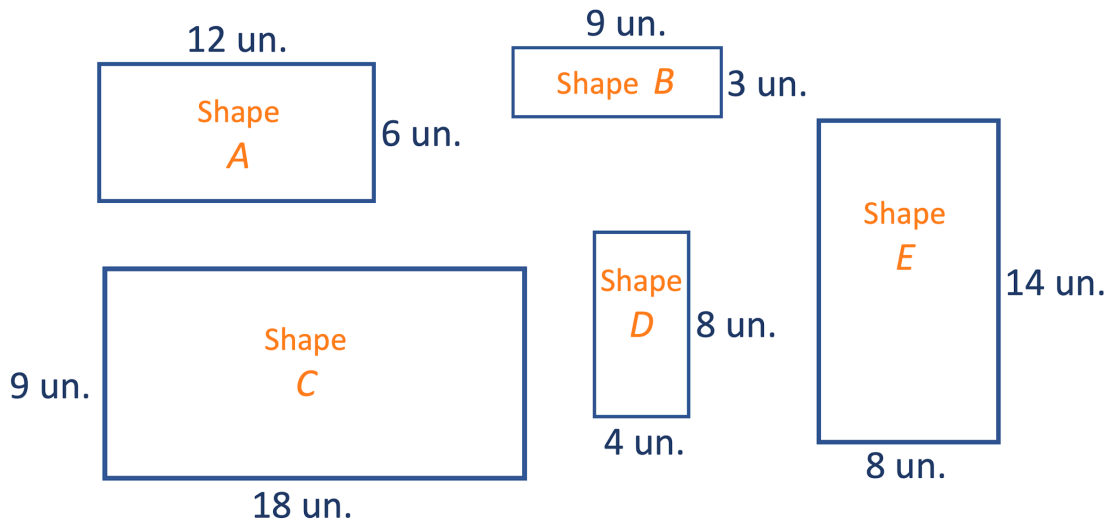 12 un.
Shape
A
6 un.
9 un.
Shape B
3 un.
Shape
C
9 un.
18 un.
Shape
D
8 un.
4 un.
Shape
E
14 un.
8 un.